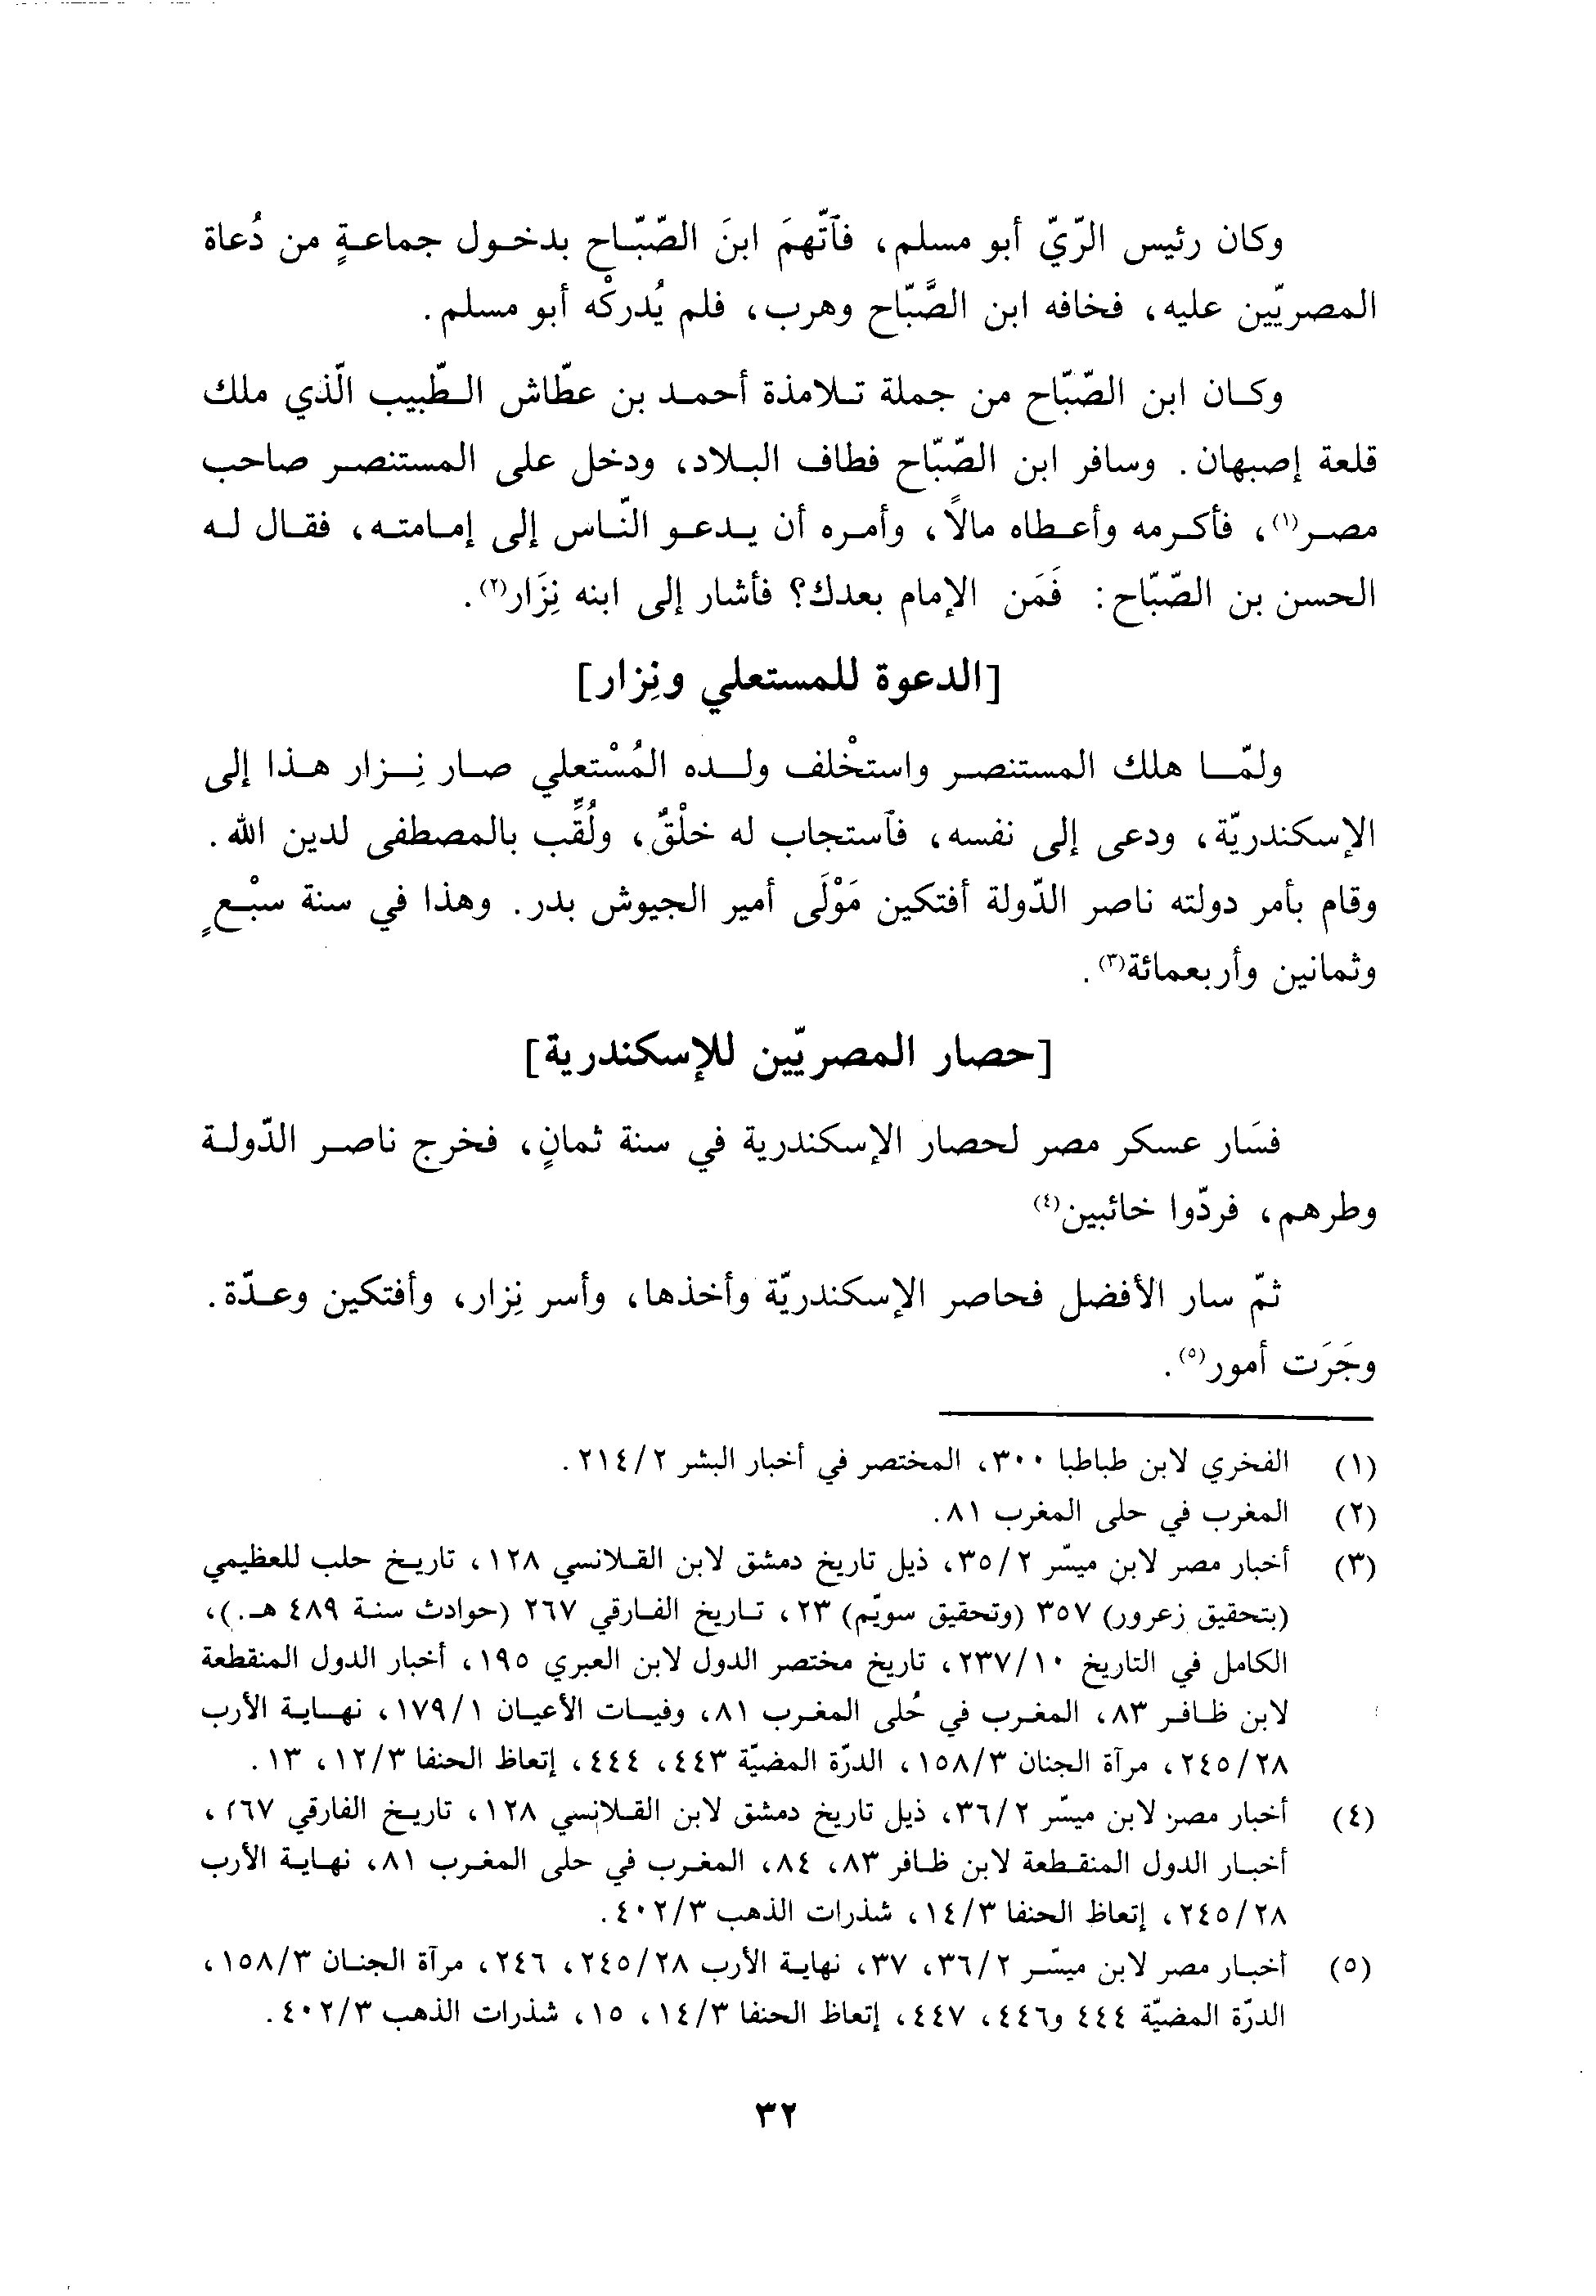 وكان رئيس الرّيّ أبو مسلم، فآتّهمَ ابنَ الصّبّاح بدخول جماعةٍ من دُعاة
المصريّين عليه، فخافه ابن الصَّبّاح وهرب، فلم يُدركْه أبو مسلم.
وكان ابن الصّبّاح من جملة تلامذة أحمد بن عطّاش الطّبيب الّذي ملك
قلعة إصبهان. وسافر ابن الصّبّاح فطاف البلاد، ودخل على المستنصر صاحب
مصر(١)، فأكرمه وأعطاه مالاً، وأمره أن يدعو النّاس إلى إمامته، فقال له
الحسن بن الصّبّاح: فَمَن الإمام بعدك؟ فأشار إلى ابنه نِزَار(٢).
[الدعوة للمستعلي ونِزار]
ولمّا هلك المستنصر واستخْلف ولده المُسْتعلي صار نِزار هذا إلى
الإسكندريّة، ودعى إلى نفسه، فآستجاب له خلْقٌ، ولُقِّب بالمصطفى لدين الله.
وقام بأمر دولته ناصر الدّولة أفتكين مَوْلَى أمير الجيوش بدر. وهذا في سنة سبْعٍ
وثمانين وأربعمائة(٣).
[حصار المصريّين للإسكندرية]
فسَار عسكر مصر لحصار الإسكندرية في سنة ثمانٍ، فخرج ناصر الدّولة
وطرهم، فردّوا خائبين(٤)
ثمّ سار الأفضل فحاصر الإسكندريّة وأخذها، وأسر نِزار، وأفتكين وعدّة.
وجَرَت أمور(٥).
(١) الفخري لابن طباطبا ٣٠٠، المختصر في أخبار البشر ٢١٤/٢.
(٢) المغرب في حلى المغرب ٨١.
(٣) أخبار مصر لابن ميسّر ٣٥/٢، ذيل تاريخ دمشق لابن القلانسي ١٢٨، تاريخ حلب للعظيمي
(بتحقيق زعرور) ٣٥٧ (وتحقيق سويّم) ٢٣، تاريخ الفارقي ٢٦٧ (حوادث سنة ٤٨٩ هـ.)،
الكامل في التاريخ ٢٣٧/١٠، تاريخ مختصر الدول لابن العبري ١٩٥، أخبار الدول المنقطعة
لابن ظافر ٨٣، المغرب في حُلى المغرب ٨١، وفيات الأعيان ١٧٩/١، نهاية الأرب
٢٤٥/٢٨، مرآة الجنان ١٥٨/٣، الدرّة المضيّة ٤٤٣، ٤٤٤، إتعاظ الحنفا ١٢/٣، ١٣.
(٤) أخبار مصر لابن ميسّر ٣٦/٢، ذيل تاريخ دمشق لابن القلانسي ١٢٨، تاريخ الفارقي ٢٦٧،
أخبار الدول المنقطعة لابن ظافر ٨٣، ٨٤، المغرب في حلى المغرب ٨١، نهاية الأرب
٢٤٥/٢٨، إتعاظ الحنفا ١٤/٣، شذرات الذهب ٤٠٢/٣.
(٥) أخبار مصر لابن ميسّر ٣٦/٢، ٣٧، نهاية الأرب ٢٤٥/٢٨، ٢٤٦، مرآة الجنان ١٥٨/٣،
الدرّة المضيّة ٤٤٤ و٤٤٦، ٤٤٧، إتعاظ الحنفا ١٤/٣، ١٥، شذرات الذهب ٤٠٢/٣.
٣٢